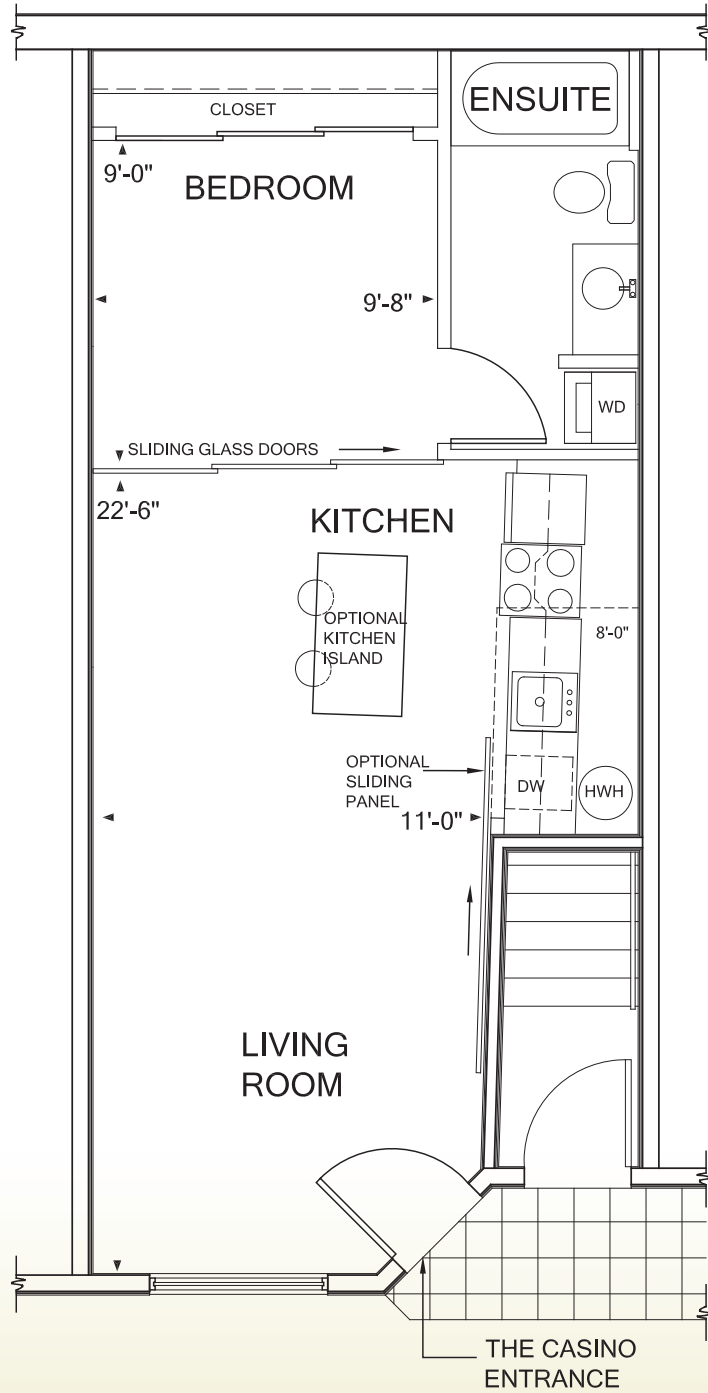 CLOSET
ENSUITE
9'-0"
BEDROOM
9'-8"
WD
SLIDING GLASS DOORS
22'-6"
KITCHEN
OPTIONAL
KITCHEN
ISLAND
8'-0"
OPTIONAL
SLIDING
PANEL
DW
HWH
11'-0"
LIVING
ROOM
THE CASINO
ENTRANCE